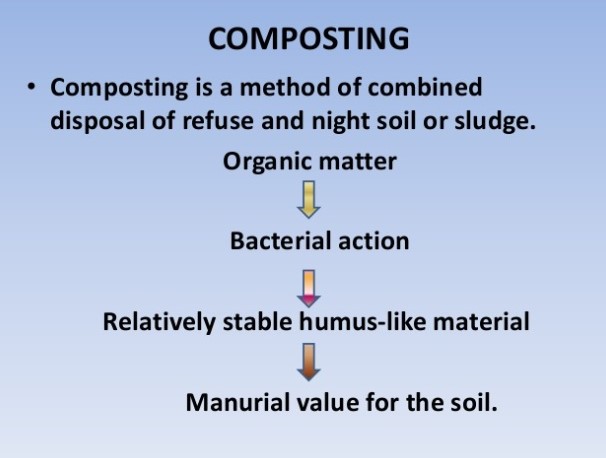 COMPOSTING
• Composting is a method of combined
disposal of refuse and night soil or sludge.
Organic matter
Bacterial action
Relatively stable humus-like material
Manurial value for the soil.